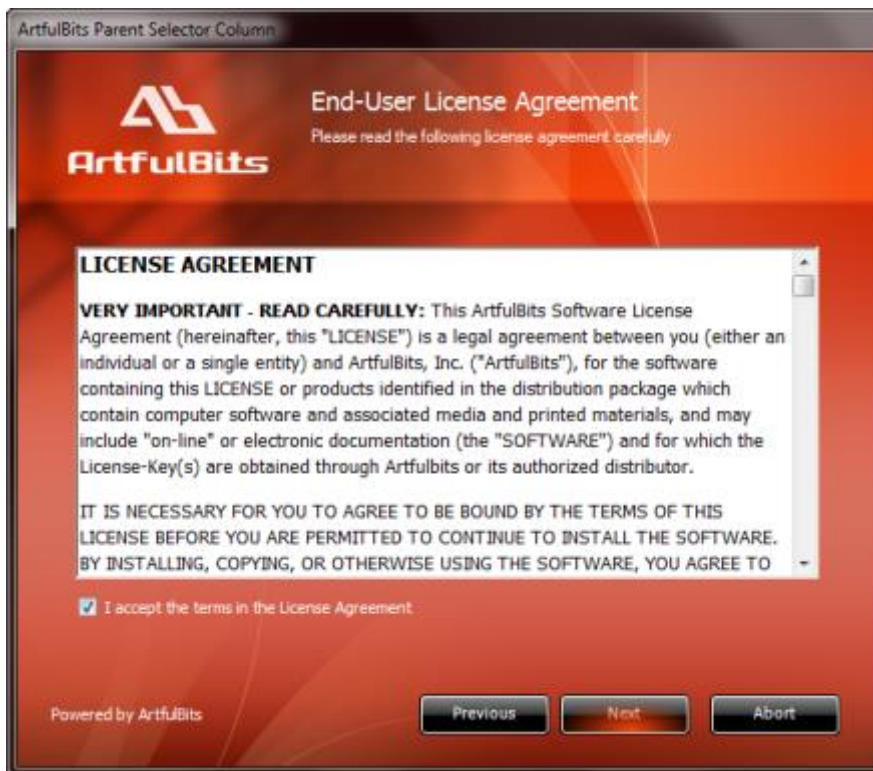 ArtfulBits Parent Selector Column
ArtfulBits
End-User License Agreement
Please read the following license agreement carefully
LICENSE AGREEMENT
VERY IMPORTANT - READ CAREFULLY: This ArtfulBits Software License
Agreement (hereinafter, this "LICENSE") is a legal agreement between you (either an
individual or a single entity) and ArtfulBits, Inc. ("ArtfulBits"), for the software
containing this LICENSE or products identified in the distribution package which
contain computer software and associated media and printed materials, and may
include "on-line" or electronic documentation (the "SOFTWARE") and for which the
License-Key(s) are obtained through Artfulbits or its authorized distributor.
IT IS NECESSARY FOR YOU TO AGREE TO BE BOUND BY THE TERMS OF THIS
LICENSE BEFORE YOU ARE PERMITTED TO CONTINUE TO INSTALL THE SOFTWARE.
BY INSTALLING, COPYING, OR OTHERWISE USING THE SOFTWARE, YOU AGREE TO
I accept the terms in the License Agreement
Powered by ArtfulBits
Previous
Next
Abort